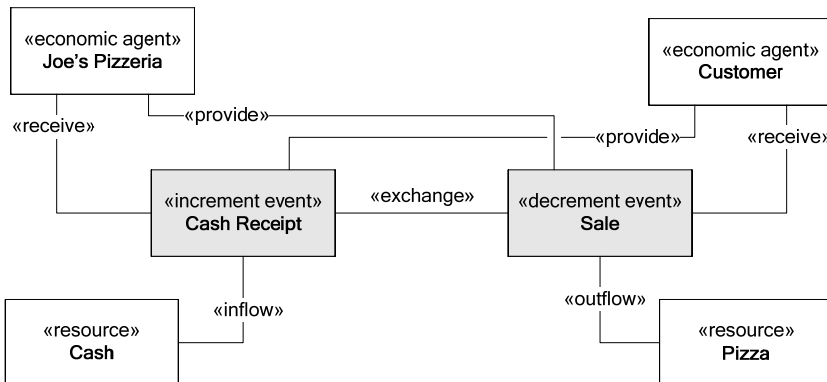 «economic agent»
Joe's Pizzeria
«economic agent»
Customer
«receive»
«provide»
«provide»
«receive»
«increment event»
Cash Receipt
«exchange»
«decrement event»
Sale
«inflow»
«outflow»
«resource»
Cash
«resource»
Pizza